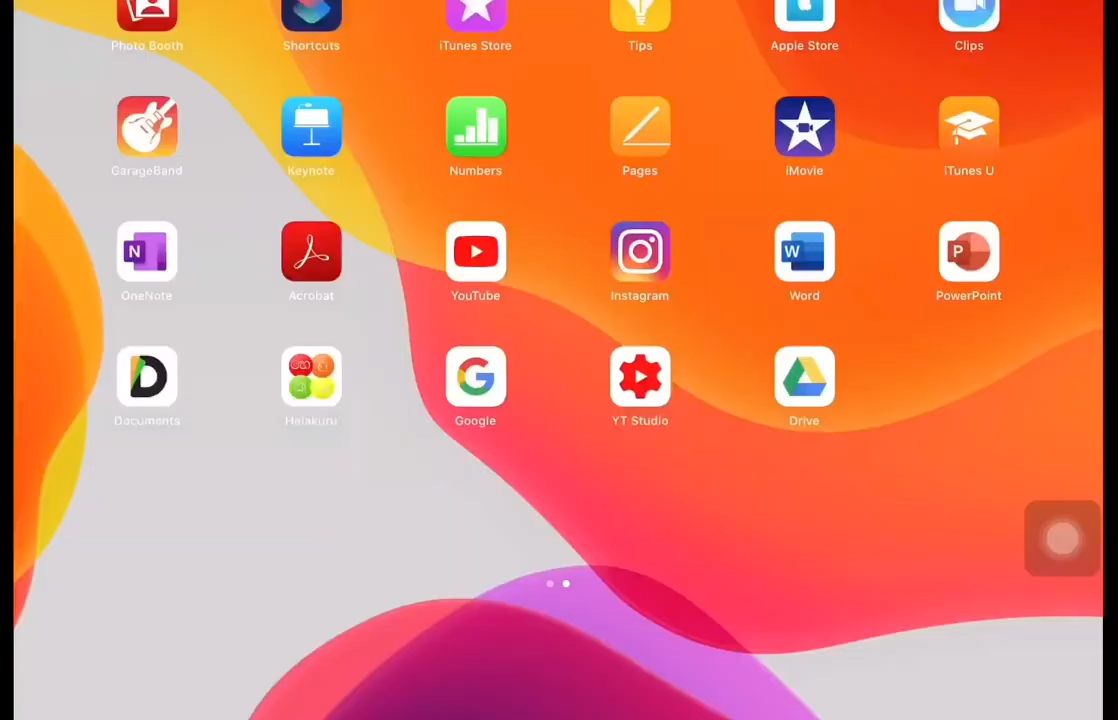 Photo Booth Shortcuts iTunes Store Tips Apple Store Clips
GarageBand Keynote Numbers Pages iMovie iTunes U
N W P
OneNote Acrobat YouTube Instagram Word PowerPoint
Documents Helakuru Google YT Studio Drive